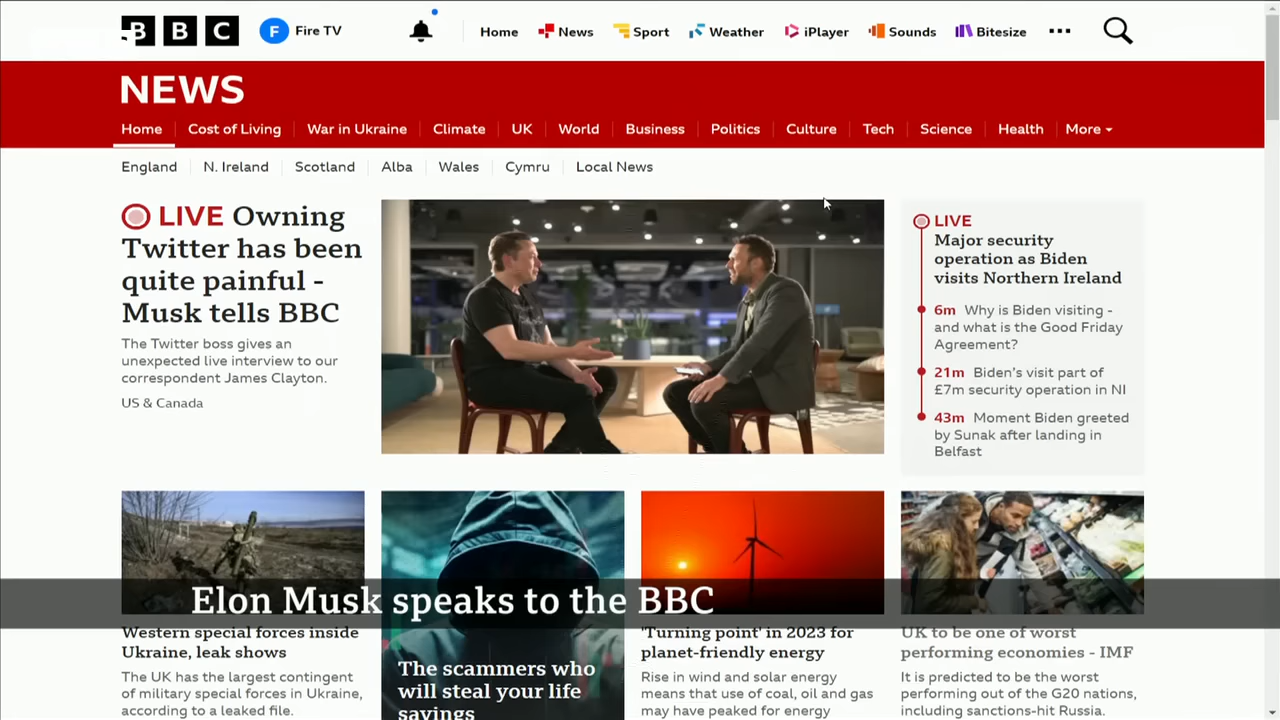 BBC
F Fire TV
Home
News
Sport
Weather
iPlayer
Sounds
Bitesize
NEWS
Home
Cost of Living
War in Ukraine
Climate
UK
World
Business
Politics
Culture
Tech
Science
Health
More
England
N. Ireland
Scotland
Alba
Wales
Cymru
Local News
LIVE Owning
Twitter has been
quite painful -
Musk tells BBC
The Twitter boss gives an
unexpected live interview to our
correspondent James Clayton.
US & Canada
LIVE
Major security
operation as Biden
visits Northern Ireland
6m Why is Biden visiting -
and what is the Good Friday
Agreement?
21m Biden's visit part of
£7m security operation in NI
43m Moment Biden greeted
by Sunak after landing in
Belfast
Elon Musk speaks to the BBC
Western special forces inside
Ukraine, leak shows
The UK has the largest contingent
of military special forces in Ukraine,
according to a leaked file.
The scammers who
will steal your life
savings
'Turning point' in 2023 for
planet-friendly energy
Rise in wind and solar energy
means that use of coal, oil and gas
may have peaked for energy
UK to be one of worst
performing economies - IMF
It is predicted to be the worst
performing out of the G20 nations,
including sanctions-hit Russia.